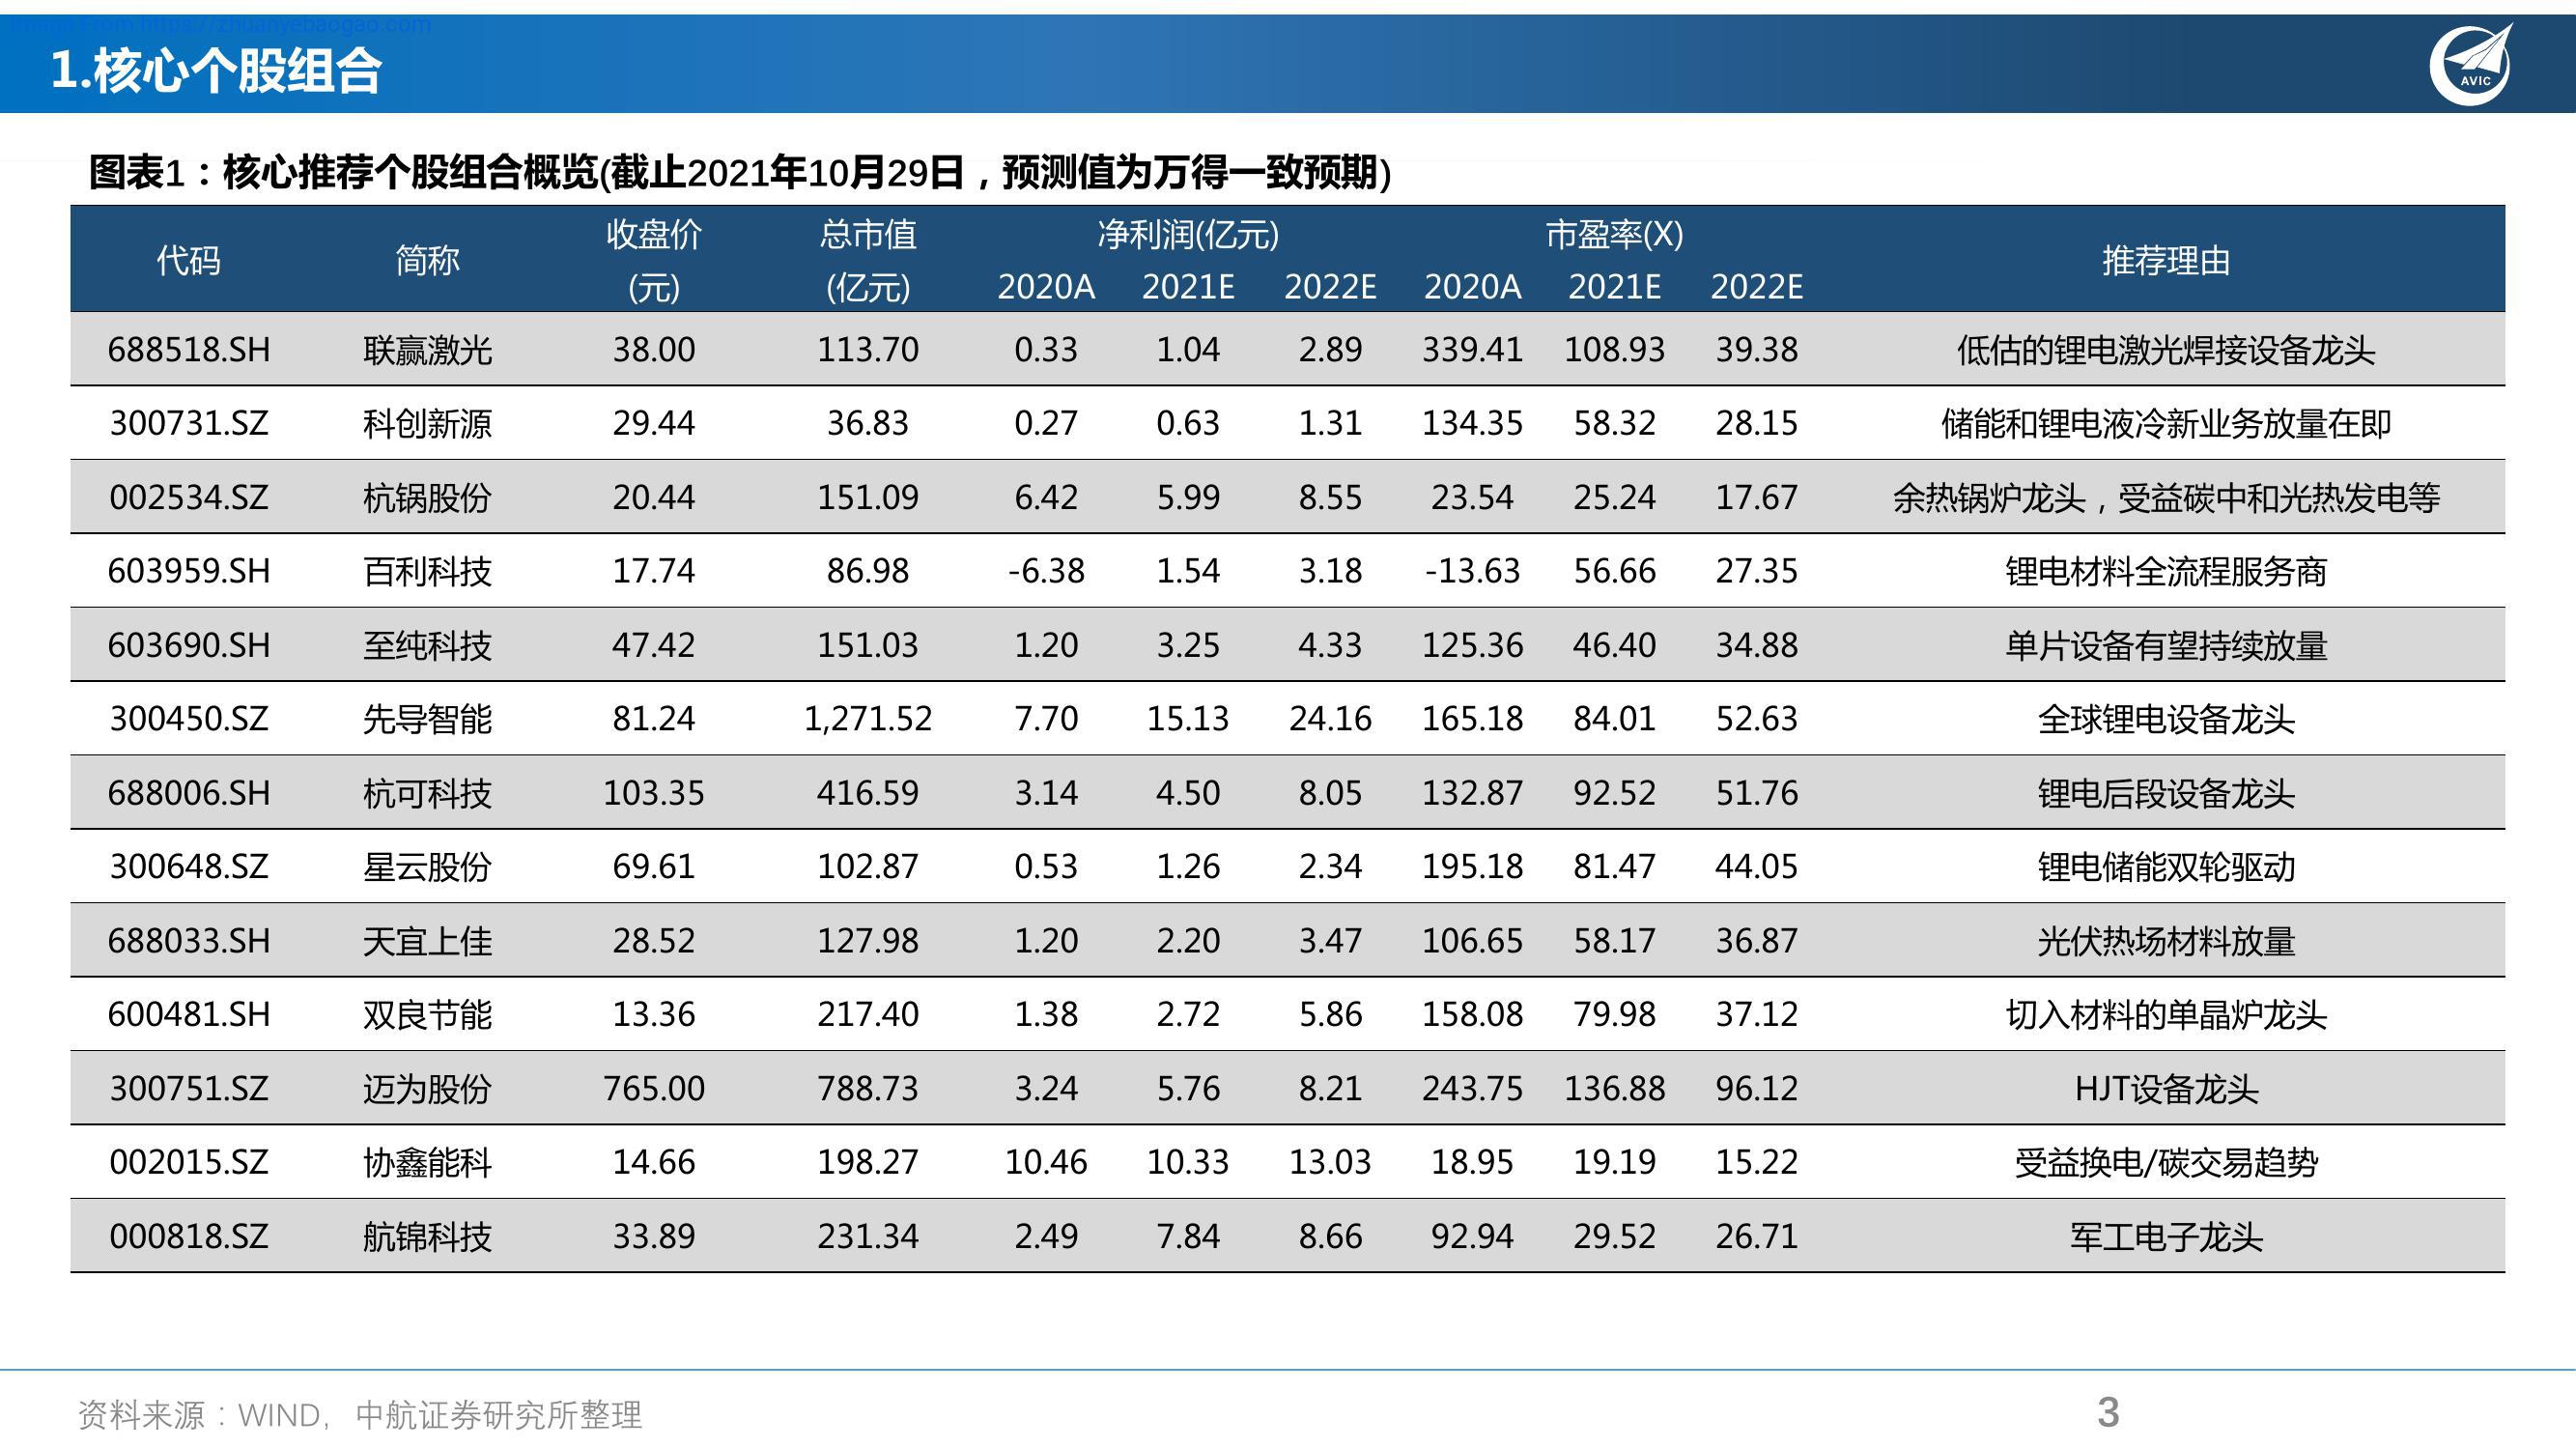 Image From https://zhuanyebaogao.com
1.核心个股组合
AVIC
图表1：核心推荐个股组合概览(截止2021年10月29日，预测值为万得一致预期)
代码 简称 收盘价(元) 总市值(亿元) 净利润(亿元) 市盈率(X) 推荐理由
2020A 2021E 2022E 2020A 2021E 2022E
688518.SH 联赢激光 38.00 113.70 0.33 1.04 2.89 339.41 108.93 39.38 低估的锂电激光焊接设备龙头
300731.SZ 科创新源 29.44 36.83 0.27 0.63 1.31 134.35 58.32 28.15 储能和锂电液冷新业务放量在即
002534.SZ 杭锅股份 20.44 151.09 6.42 5.99 8.55 23.54 25.24 17.67 余热锅炉龙头，受益碳中和光热发电等
603959.SH 百利科技 17.74 86.98 -6.38 1.54 3.18 -13.63 56.66 27.35 锂电材料全流程服务商
603690.SH 至纯科技 47.42 151.03 1.20 3.25 4.33 125.36 46.40 34.88 单片设备有望持续放量
300450.SZ 先导智能 81.24 1,271.52 7.70 15.13 24.16 165.18 84.01 52.63 全球锂电设备龙头
688006.SH 杭可科技 103.35 416.59 3.14 4.50 8.05 132.87 92.52 51.76 锂电后段设备龙头
300648.SZ 星云股份 69.61 102.87 0.53 1.26 2.34 195.18 81.47 44.05 锂电储能双轮驱动
688033.SH 天宜上佳 28.52 127.98 1.20 2.20 3.47 106.65 58.17 36.87 光伏热场材料放量
600481.SH 双良节能 13.36 217.40 1.38 2.72 5.86 158.08 79.98 37.12 切入材料的单晶炉龙头
300751.SZ 迈为股份 765.00 788.73 3.24 5.76 8.21 243.75 136.88 96.12 HJT设备龙头
002015.SZ 协鑫能科 14.66 198.27 10.46 10.33 13.03 18.95 19.19 15.22 受益换电/碳交易趋势
000818.SZ 航锦科技 33.89 231.34 2.49 7.84 8.66 92.94 29.52 26.71 军工电子龙头
资料来源：WIND，中航证券研究所整理
3